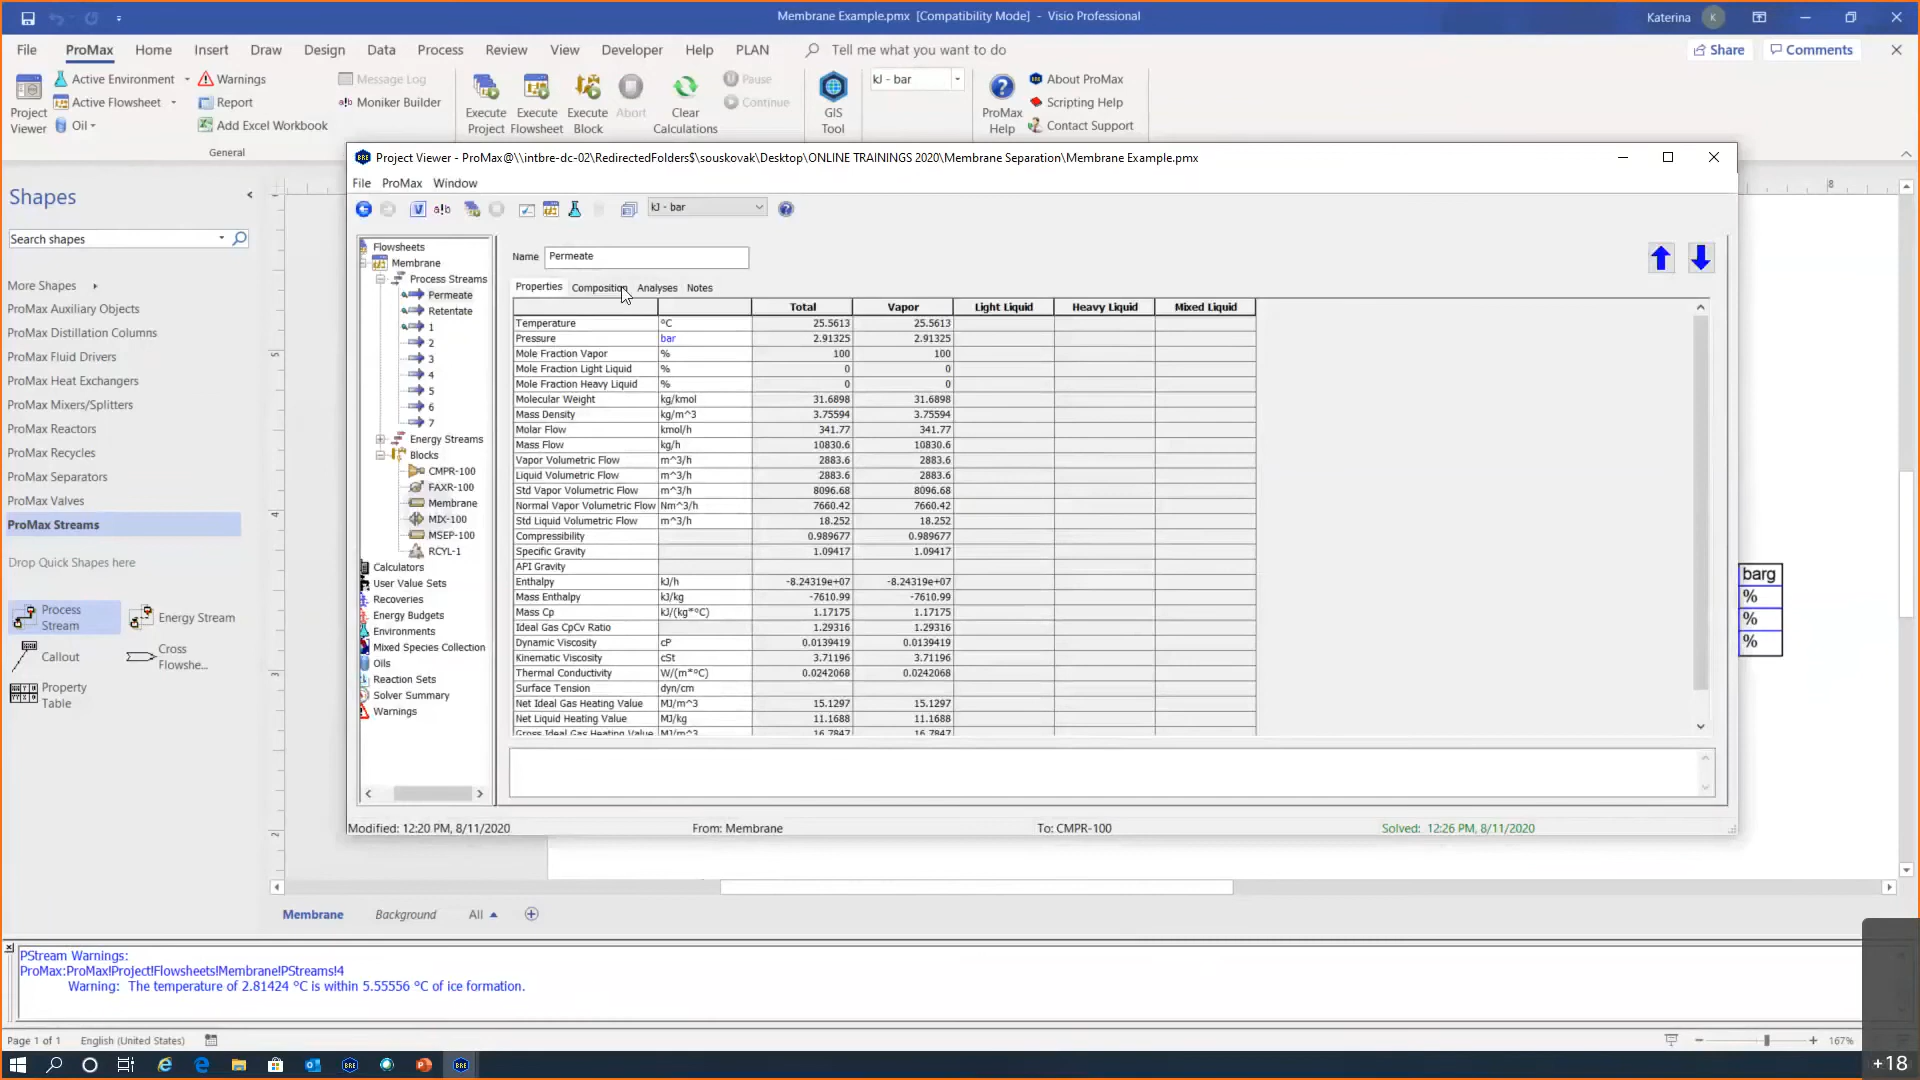 Membrane Example.pmx [Compatibility Mode] - Visio Professional
Katerina K
File ProMax Home Insert Draw Design Data Process Review View Developer Help PLAN Tell me what you want to do Share Comments
Project Viewer
Active Environment
Active Flowsheet
Oil
Warnings
Report
Add Excel Workbook
Message Log
Moniker Builder
General
Execute Project
Execute Flowsheet
Execute Block
Abort
Clear Calculations
Pause
Continue
GIS Tool
kJ - bar
ProMax Help
About ProMax
Scripting Help
Contact Support
Shapes
Search shapes
More Shapes
ProMax Auxiliary Objects
ProMax Distillation Columns
ProMax Fluid Drivers
ProMax Heat Exchangers
ProMax Mixers/Splitters
ProMax Reactors
ProMax Recycles
ProMax Separators
ProMax Valves
ProMax Streams
Drop Quick Shapes here
Process Stream
Energy Stream
Callout
Cross Flowshe...
Property Table
Project Viewer - ProMax@\\intbre-dc-02\RedirectedFolders$\souskovak\Desktop\ONLINE TRAININGS 2020\Membrane Separation\Membrane Example.pmx
File ProMax Window
kJ - bar
Flowsheets
Membrane
Process Streams
Permeate
Retentate
1
2
3
4
5
6
7
Energy Streams
Blocks
CMPR-100
FAXR-100
Membrane
MIX-100
MSEP-100
RCYL-1
Calculators
User Value Sets
Recoveries
Energy Budgets
Environments
Mixed Species Collection
Oils
Reaction Sets
Solver Summary
Warnings
Name Permeate
Properties Composition Analyses Notes
Total Vapor Light Liquid Heavy Liquid Mixed Liquid
Temperature °C 25.5613 25.5613
Pressure bar 2.91325 2.91325
Mole Fraction Vapor % 100 100
Mole Fraction Light Liquid % 0 0
Mole Fraction Heavy Liquid % 0 0
Molecular Weight kg/kmol 31.6898 31.6898
Mass Density kg/m^3 3.75594 3.75594
Molar Flow kmol/h 341.77 341.77
Mass Flow kg/h 10830.6 10830.6
Vapor Volumetric Flow m^3/h 2883.6 2883.6
Liquid Volumetric Flow m^3/h 2883.6 2883.6
Std Vapor Volumetric Flow m^3/h 8096.68 8096.68
Normal Vapor Volumetric Flow Nm^3/h 7660.42 7660.42
Std Liquid Volumetric Flow m^3/h 18.252 18.252
Compressibility 0.989677 0.989677
Specific Gravity 1.09417 1.09417
API Gravity
Enthalpy kJ/h -8.24319e+07 -8.24319e+07
Mass Enthalpy kJ/kg -7610.99 -7610.99
Mass Cp kJ/(kg*°C) 1.17175 1.17175
Ideal Gas CpCv Ratio 1.29316 1.29316
Dynamic Viscosity cP 0.0139419 0.0139419
Kinematic Viscosity cSt 3.71196 3.71196
Thermal Conductivity W/(m*°C) 0.0242068 0.0242068
Surface Tension dyn/cm
Net Ideal Gas Heating Value MJ/m^3 15.1297 15.1297
Net Liquid Heating Value MJ/kg 11.1688 11.1688
Gross Ideal Gas Heating Value MJ/m^3 16.7847 16.7847
Modified: 12:20 PM, 8/11/2020 From: Membrane To: CMPR-100 Solved: 12:26 PM, 8/11/2020
barg
%
%
%
8
5
4
3
2
Membrane Background All
PStream Warnings:
ProMax:ProMax!Project!Flowsheets!Membrane!PStreams!4
Warning: The temperature of 2.81424 °C is within 5.55556 °C of ice formation.
Page 1 of 1 English (United States) 167%
+18